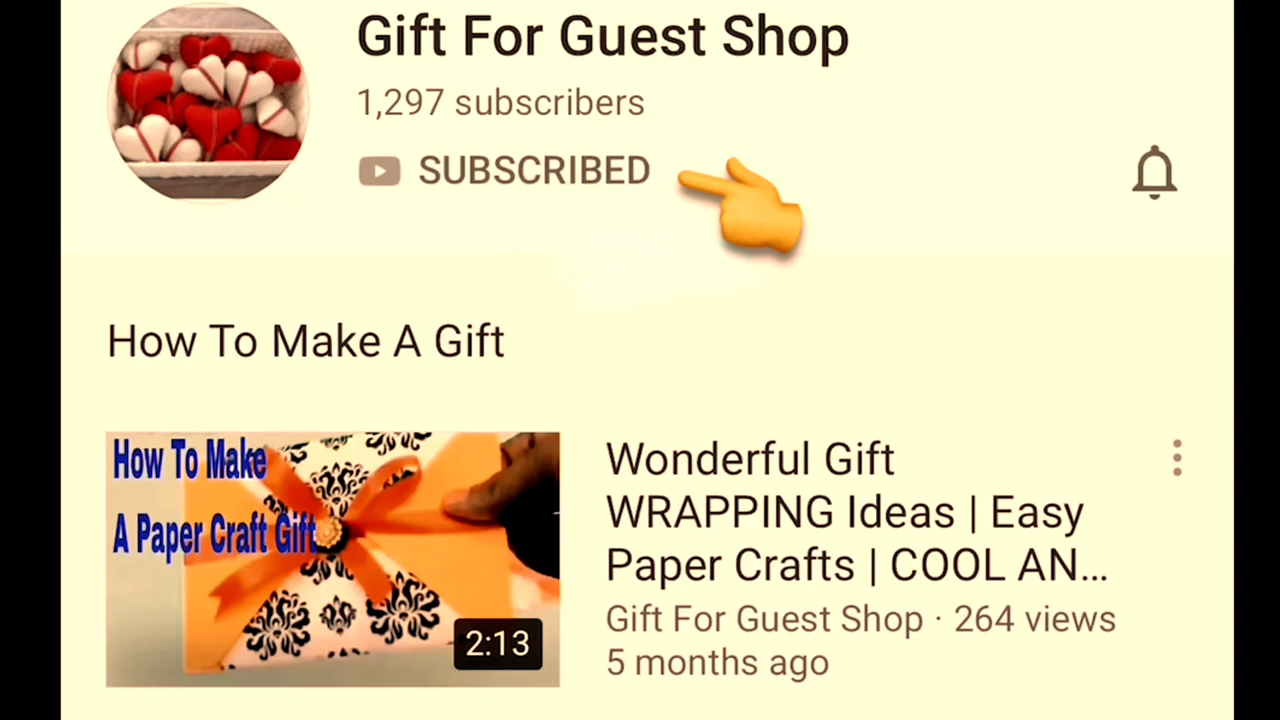 Gift For Guest Shop
1,297 subscribers
SUBSCRIBED
How To Make A Gift
How To Make
A Paper Craft Gift
2:13
Wonderful Gift
WRAPPING Ideas | Easy
Paper Crafts | COOL AN...
Gift For Guest Shop · 264 views
5 months ago